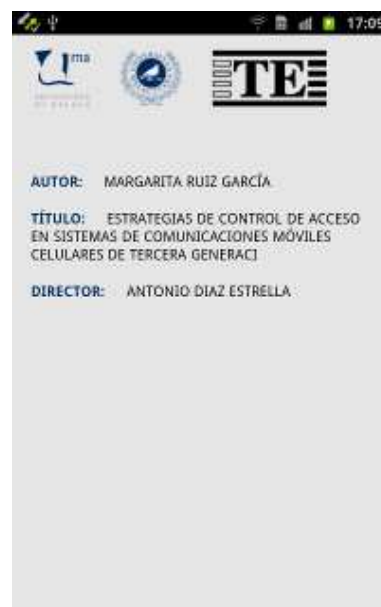 17:09
uma
TE
AUTOR: MARGARITA RUIZ GARCÍA
TÍTULO: ESTRATEGIAS DE CONTROL DE ACCESO
EN SISTEMAS DE COMUNICACIONES MÓVILES
CELULARES DE TERCERA GENERACI
DIRECTOR: ANTONIO DIAZ ESTRELLA